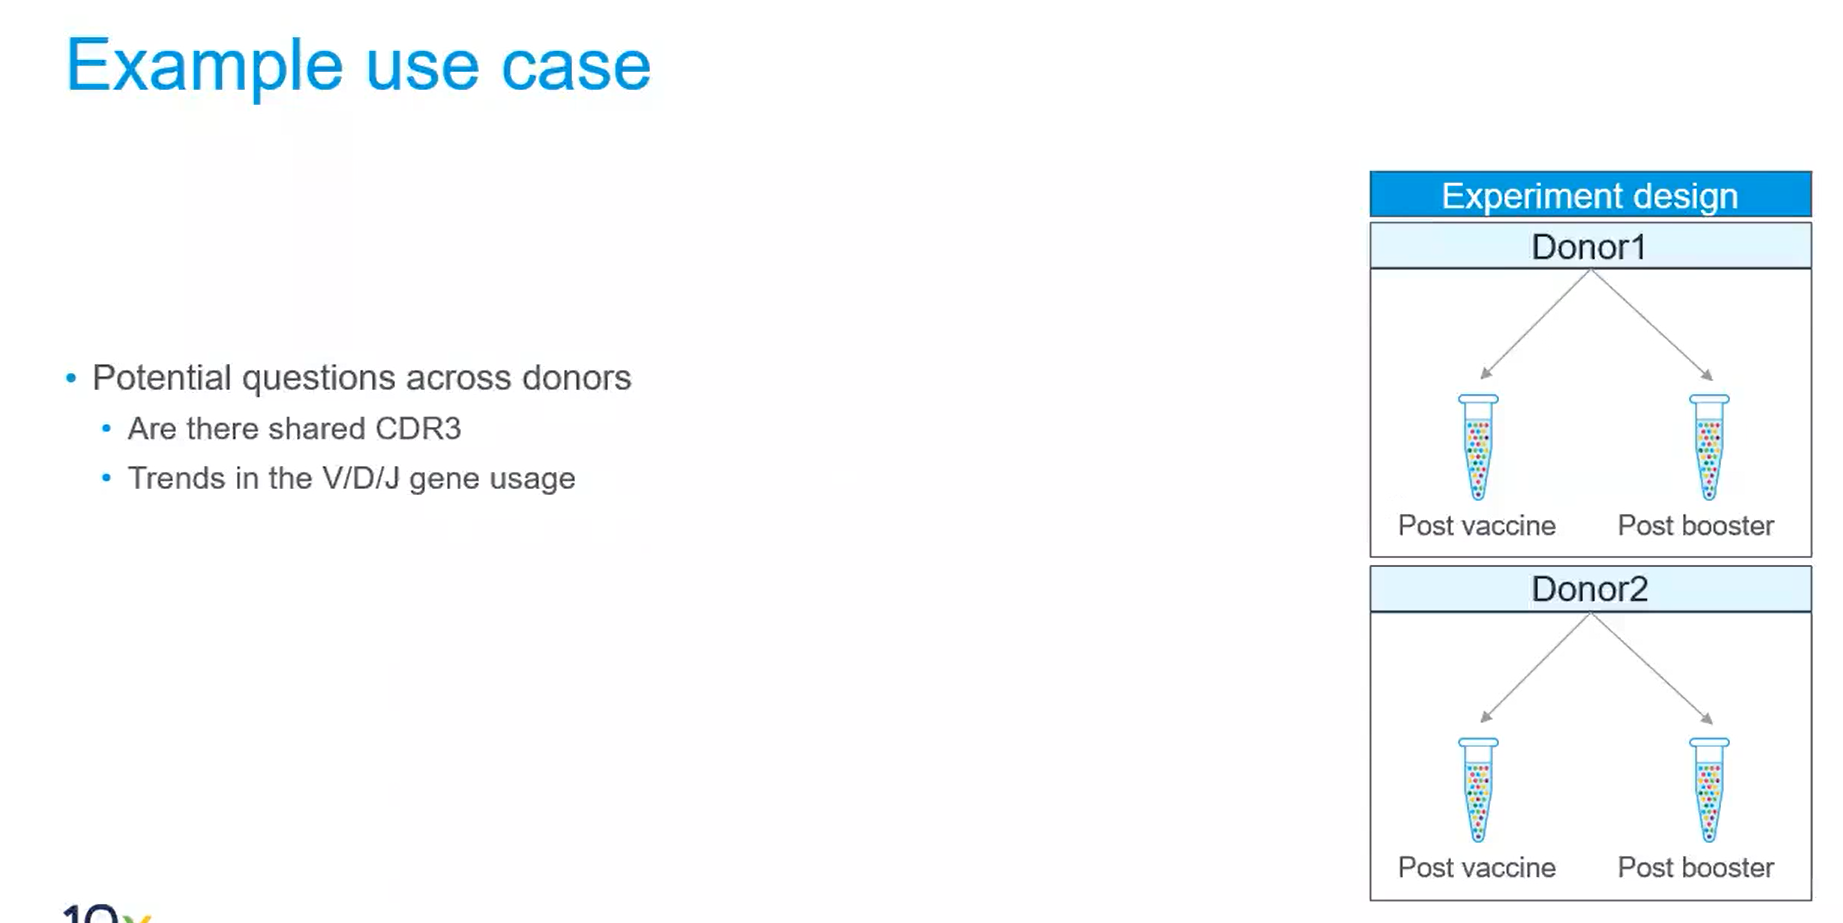 Example use case
Potential questions across donors
Are there shared CDR3
Trends in the V/D/J gene usage
Experiment design
Donor1
Post vaccine
Post booster
Donor2
Post vaccine
Post booster
10x